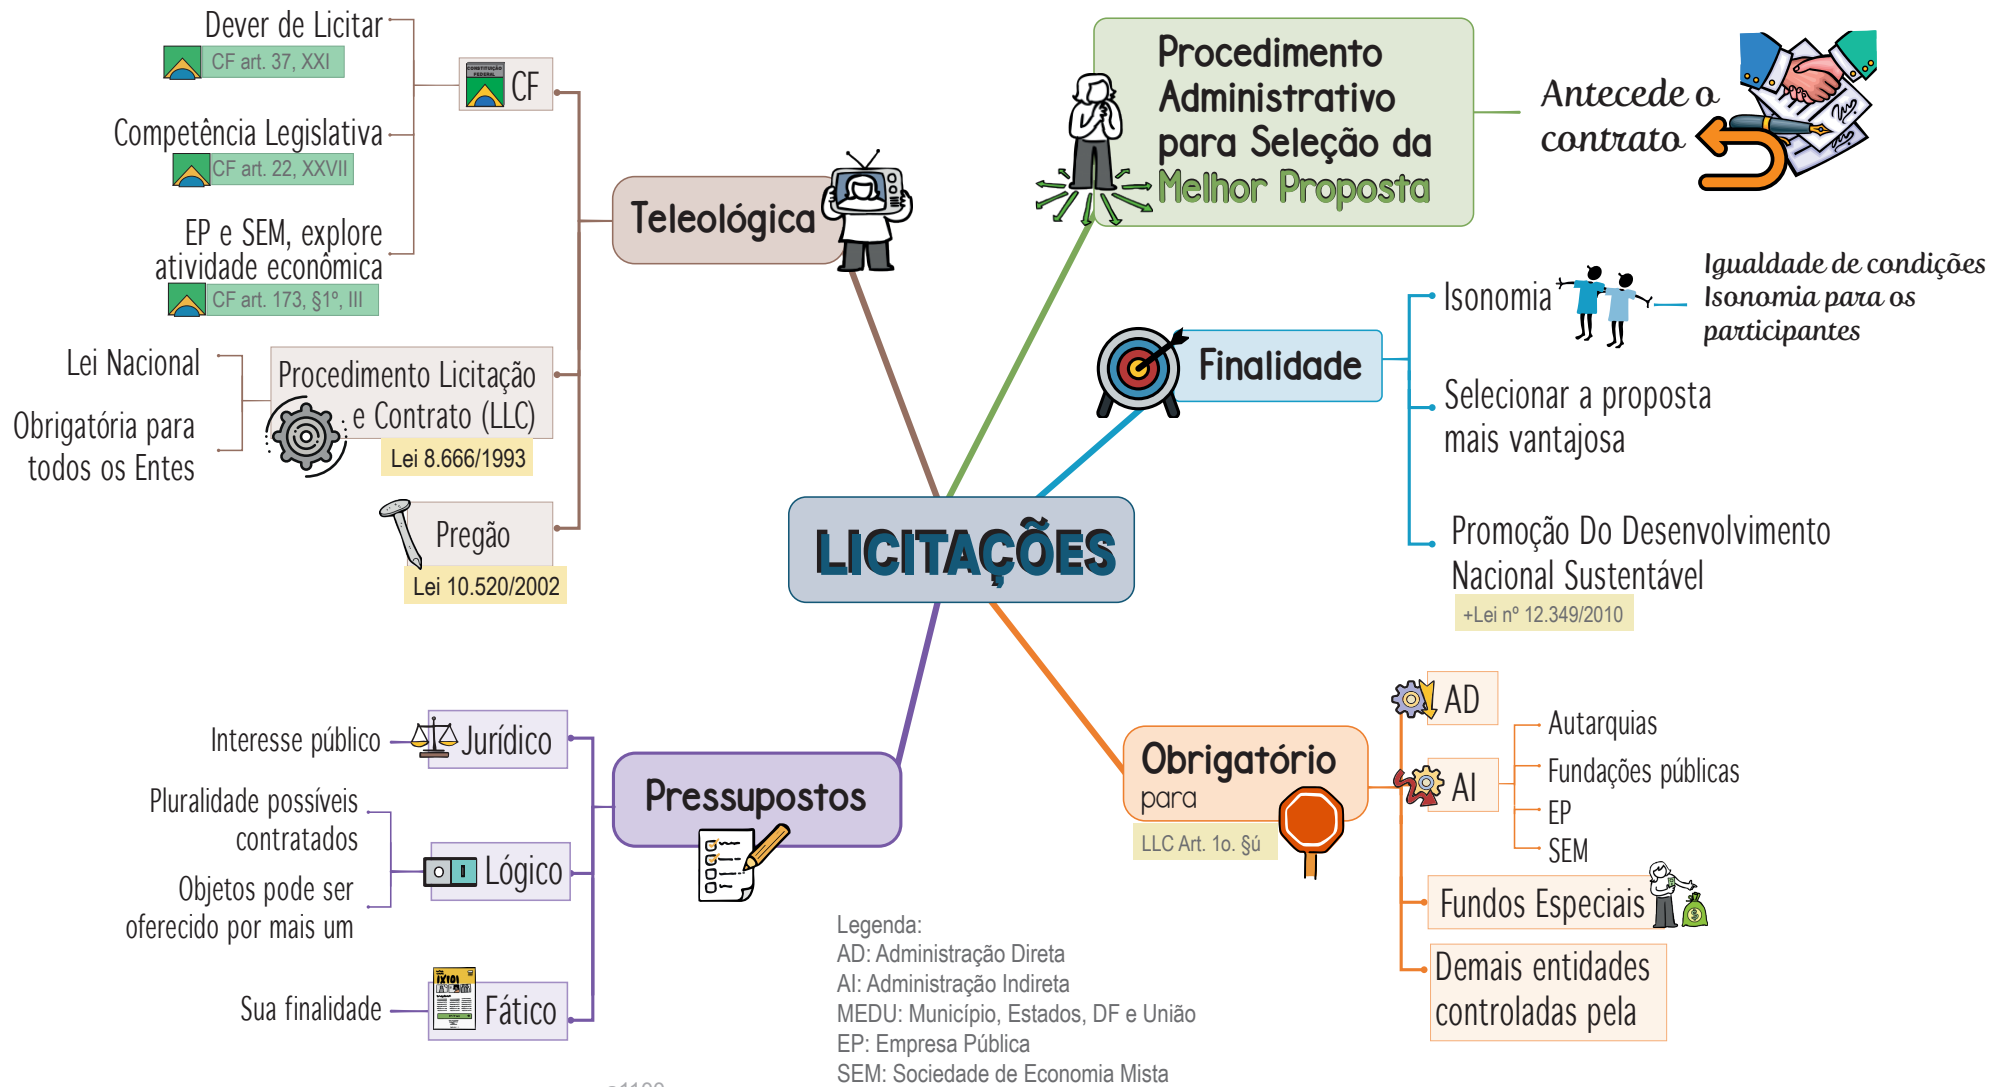 LICITAÇÕES
Procedimento
Administrativo
para Seleção da
Melhor Proposta
Antecede o
contrato
Finalidade
Isonomia
Igualdade de condições
Isonomia para os
participantes
Selecionar a proposta
mais vantajosa
Promoção Do Desenvolvimento
Nacional Sustentável
+Lei nº 12.349/2010
Obrigatório
para
LLC Art. 1o. §ú
AD
AI
Autarquias
Fundações públicas
EP
SEM
Fundos Especiais
Demais entidades
controladas pela
Teleológica
CONSTITUIÇÃO
FEDERAL
CF
Dever de Licitar
CF art. 37, XXI
Competência Legislativa
CF art. 22, XXVII
EP e SEM, explore
atividade econômica
CF art. 173, §1º, III
Procedimento Licitação
e Contrato (LLC)
Lei 8.666/1993
Lei Nacional
Obrigatória para
todos os Entes
Pregão
Lei 10.520/2002
Pressupostos
Jurídico
Interesse público
Lógico
Pluralidade possíveis
contratados
Objetos pode ser
oferecido por mais um
Fático
Sua finalidade
Legenda:
AD: Administração Direta
AI: Administração Indireta
MEDU: Município, Estados, DF e União
EP: Empresa Pública
SEM: Sociedade de Economia Mista